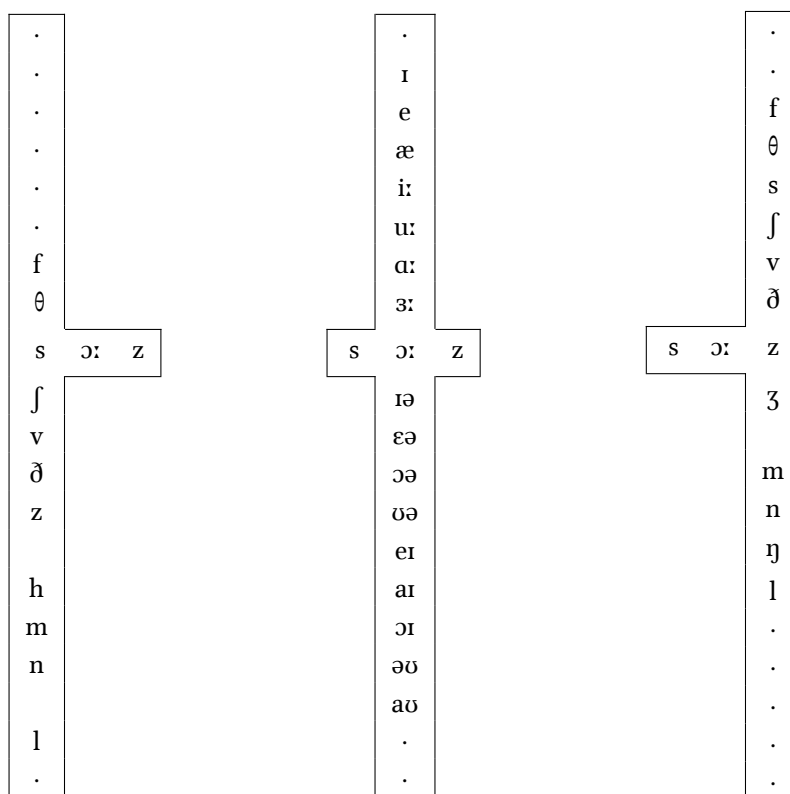 .
.
.
.
.
.
f
θ
s ɔː z
ʃ
v
ð
z
h
m
n
l
.
.
ɪ
e
æ
iː
uː
ɑː
ɜː
s ɔː z
ɪə
ɛə
ɔə
ʊə
eɪ
aɪ
ɔɪ
əʊ
aʊ
.
.
.
.
f
θ
s
ʃ
v
ð
s ɔː z
ʒ
m
n
ŋ
l
.
.
.
.
.